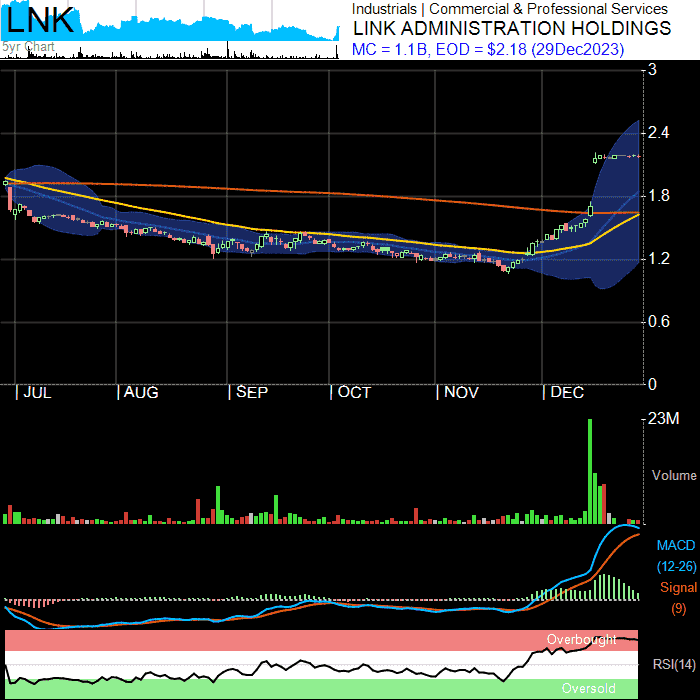 LNK
5yr Chart
Industrials | Commercial & Professional Services
LINK ADMINISTRATION HOLDINGS
MC = 1.1B, EOD = $2.18 (29Dec2023)
3
2.4
1.8
1.2
0.6
0
JUL
AUG
SEP
OCT
NOV
DEC
23M
Volume
MACD
(12-26)
Signal
(9)
Overbought
RSI(14)
Oversold